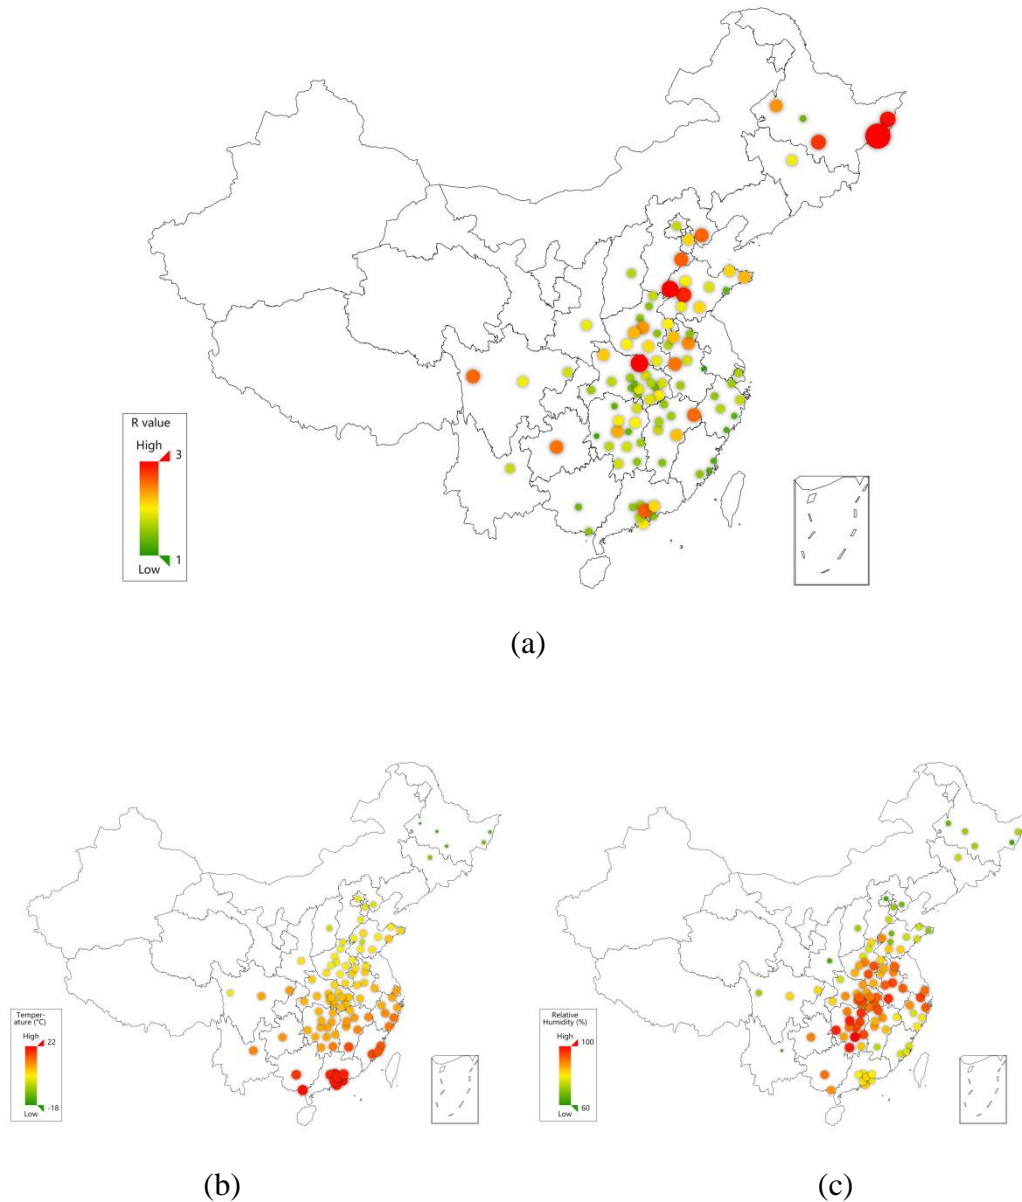 R value
High
3
1
Low
(a)
Temper-
ature (°C)
High
22
-18
Low
Relative
Humidity (%)
High
100
60
Low
(b)
(c)